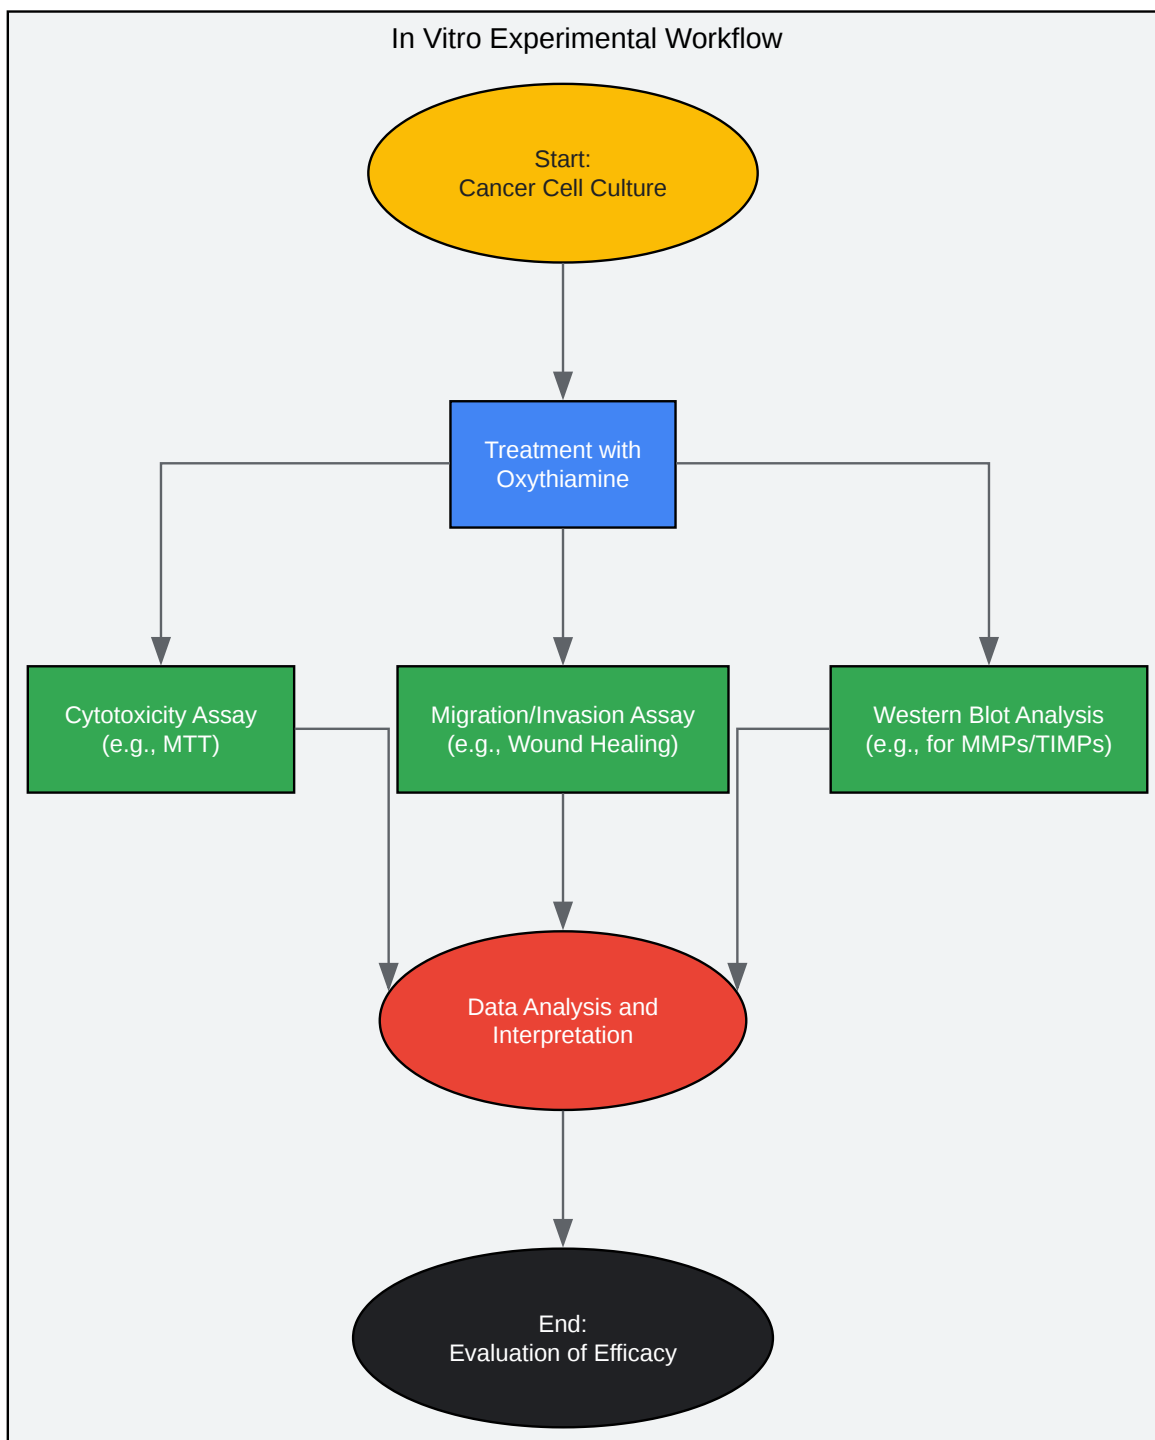 In Vitro Experimental Workflow
Start:
Cancer Cell Culture
Treatment with
Oxythiamine
Cytotoxicity Assay
(e.g., MTT)
Migration/Invasion Assay
(e.g., Wound Healing)
Western Blot Analysis
(e.g., for MMPs/TIMPs)
Data Analysis and
Interpretation
End:
Evaluation of Efficacy